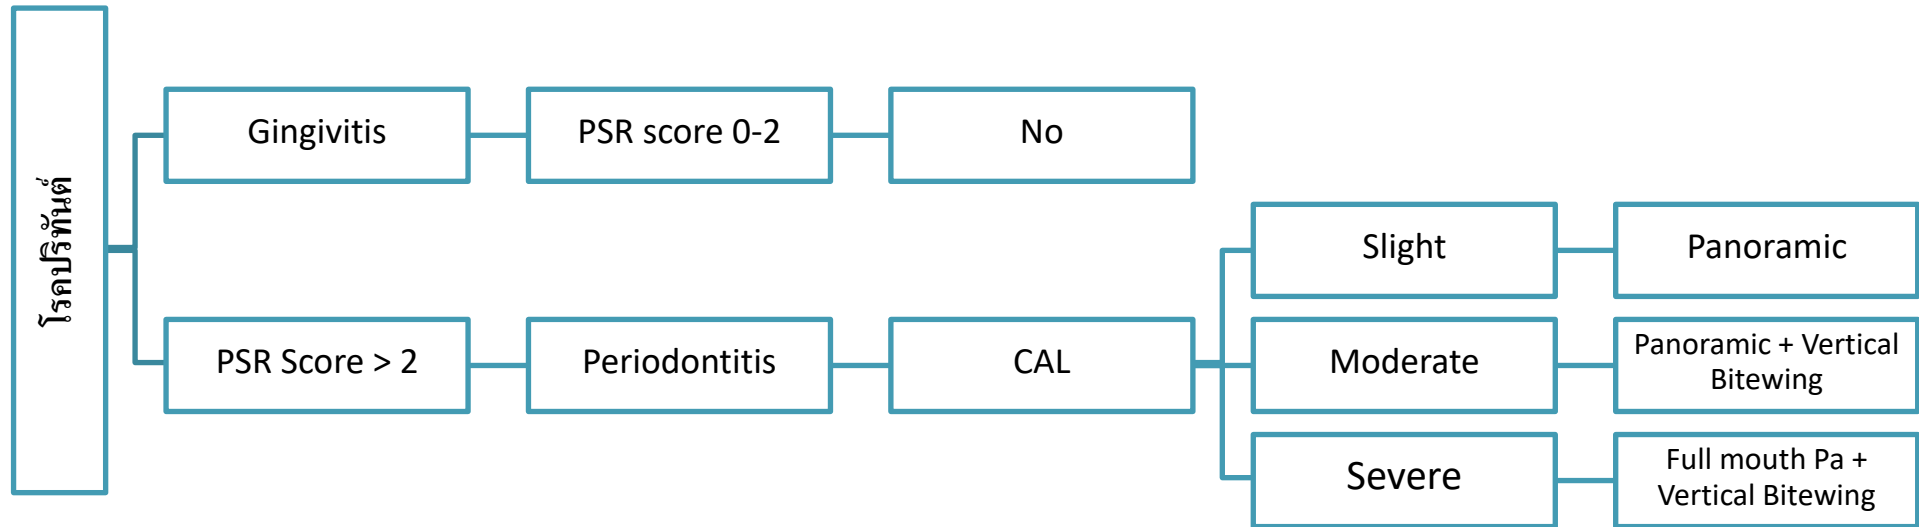 โรคปริทันต์
Gingivitis
PSR score 0-2
No
PSR Score > 2
Periodontitis
CAL
Slight
Panoramic
Moderate
Panoramic + Vertical
Bitewing
Severe
Full mouth Pa +
Vertical Bitewing